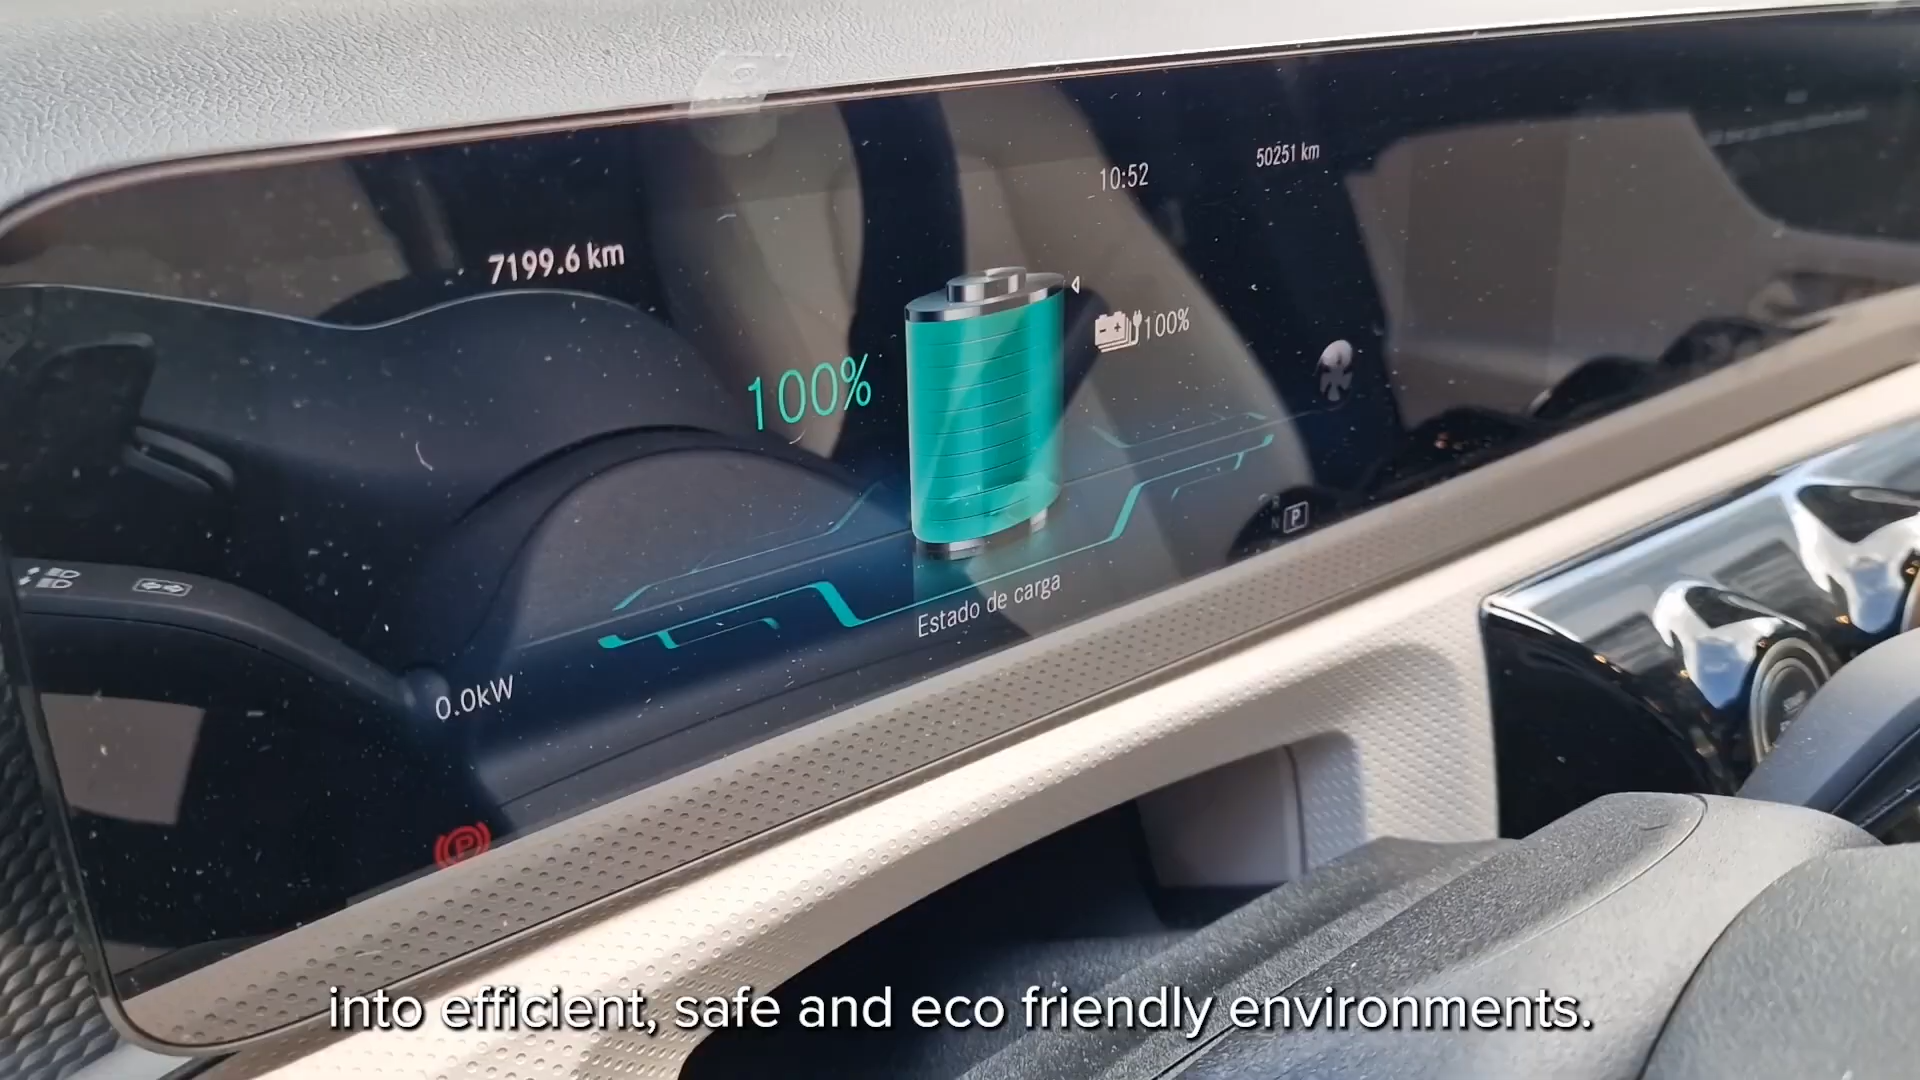 10:52
50251 km
7199.6 km
100%
100%
N P
Estado de carga
0.0kW
P
into efficient, safe and eco friendly environments.